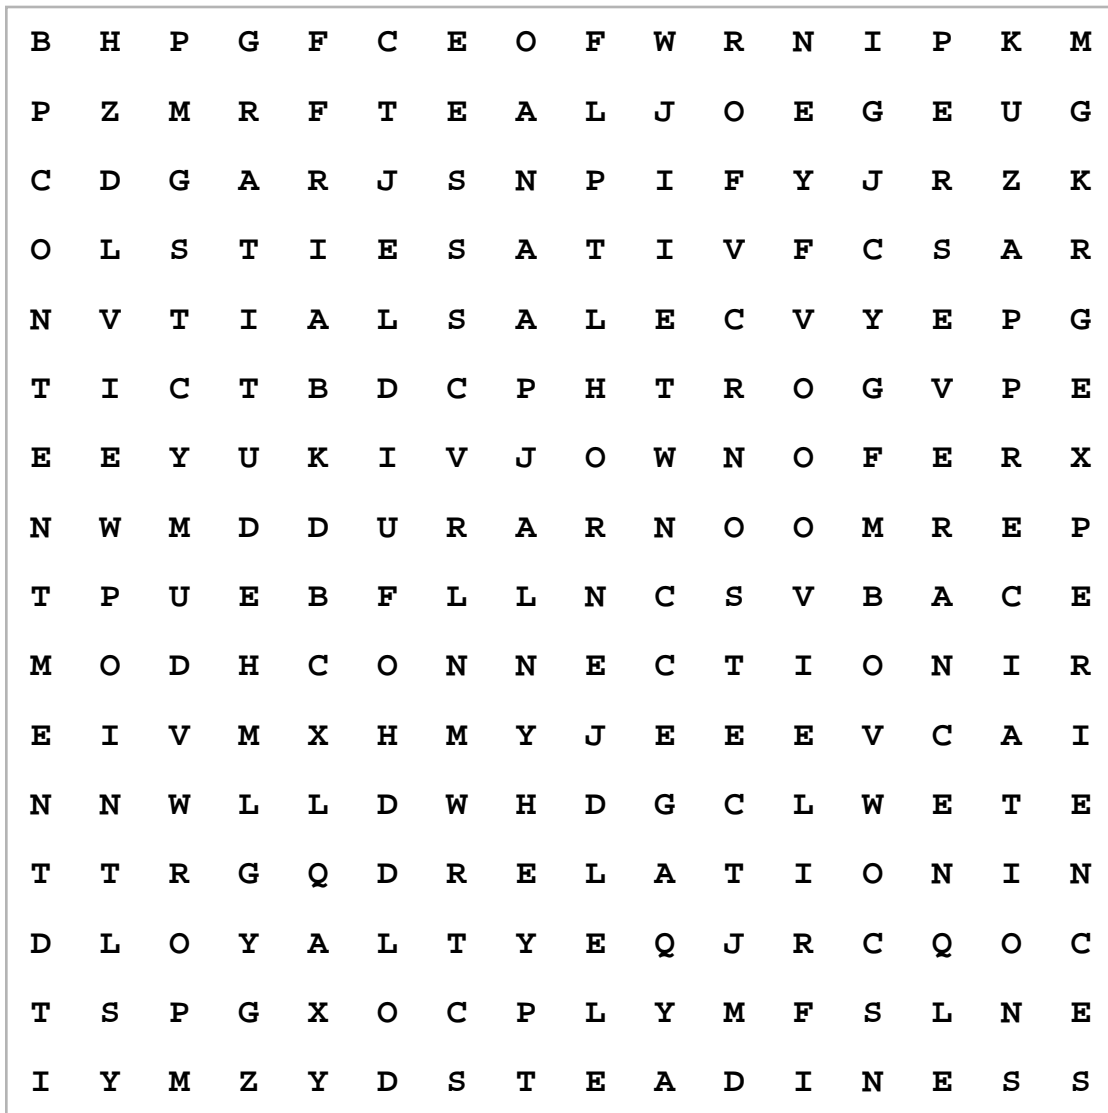 B H P G F C E O F W R N I P K M
P Z M R F T E A L J O E G E U G
C D G A R J S N P I F Y J R Z K
O L S T I E S A T I V F C S A R
N V T I A L S A L E C V Y E P G
T I C T B D C P H T R O G V P E
E E Y U K I V J O W N O F E R X
N W M D D U R A R N O O M R E P
T P U E B F L L N C S V B A C E
M O D H C O N N E C T I O N I R
E I V M X H M Y J E E E V C A I
N N W L L D W H D G C L W E T E
T T R G Q D R E L A T I O N I N
D L O Y A L T Y E Q J R C Q O C
T S P G X O C P L Y M F S L N E
I Y M Z Y D S T E A D I N E S S